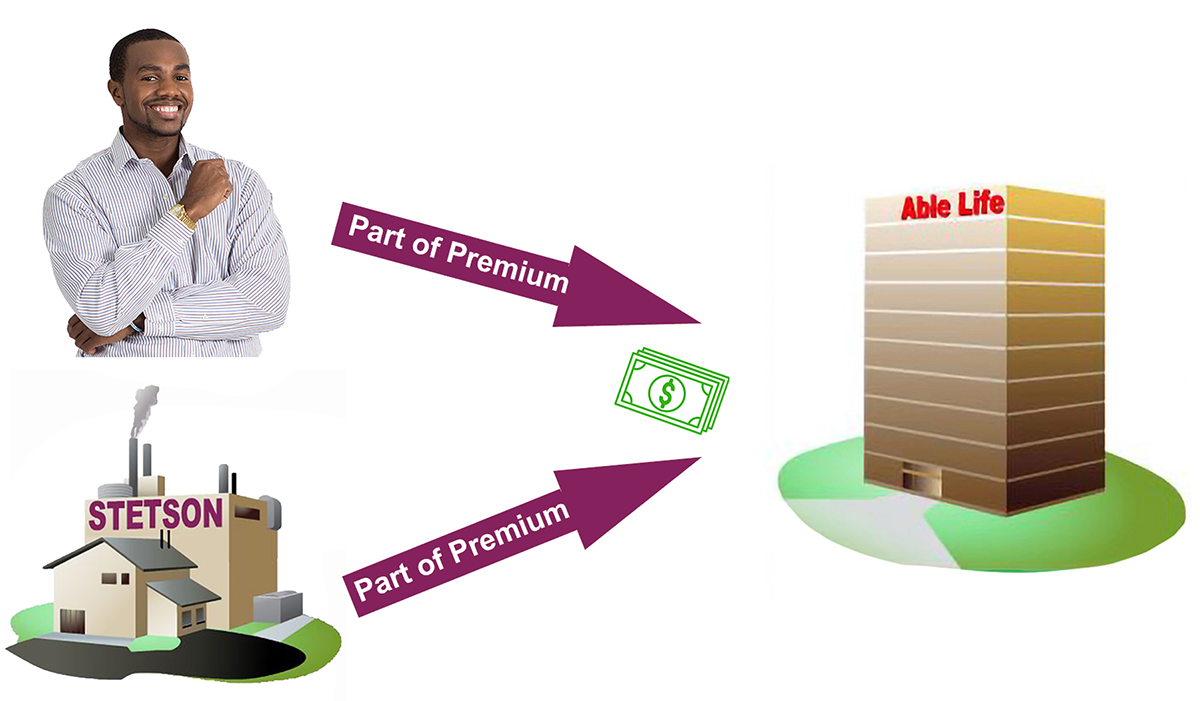 Part of Premium
Able Life
$
STETSON
Part of Premium